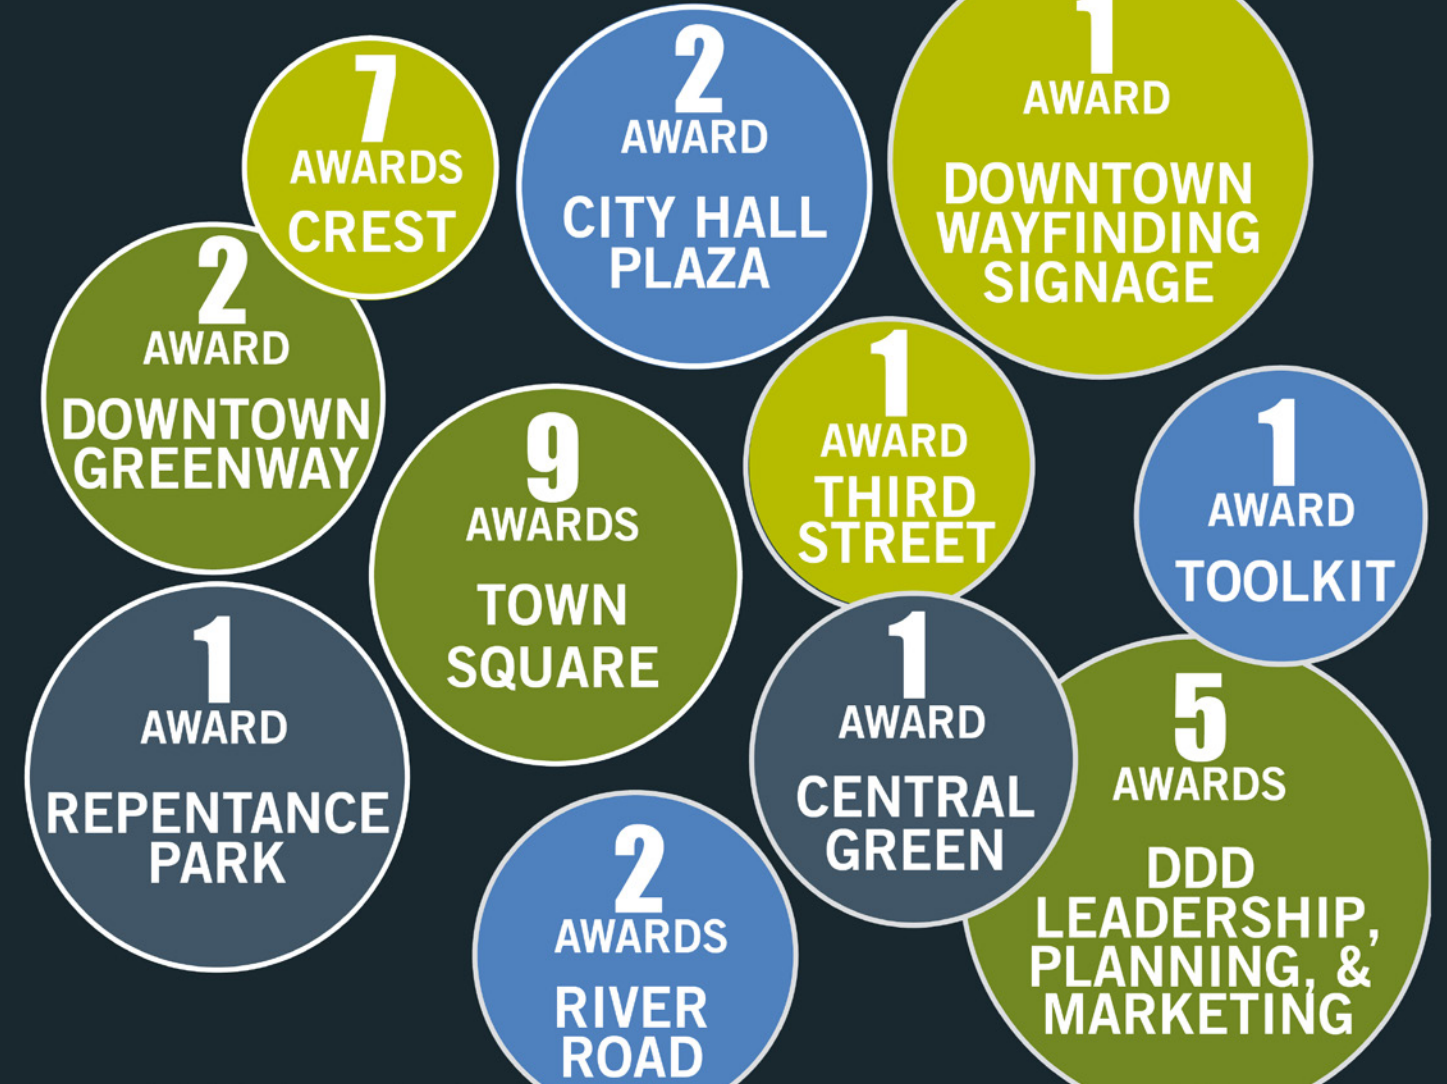 7
AWARDS
CREST
2
AWARD
CITY HALL
PLAZA
1
AWARD
DOWNTOWN
WAYFINDING
SIGNAGE
2
AWARD
DOWNTOWN
GREENWAY
9
AWARDS
TOWN
SQUARE
1
AWARD
THIRD
STREET
1
AWARD
TOOLKIT
1
AWARD
REPENTANCE
PARK
2
AWARDS
RIVER
ROAD
1
AWARD
CENTRAL
GREEN
5
AWARDS
DDD
LEADERSHIP,
PLANNING, &
MARKETING